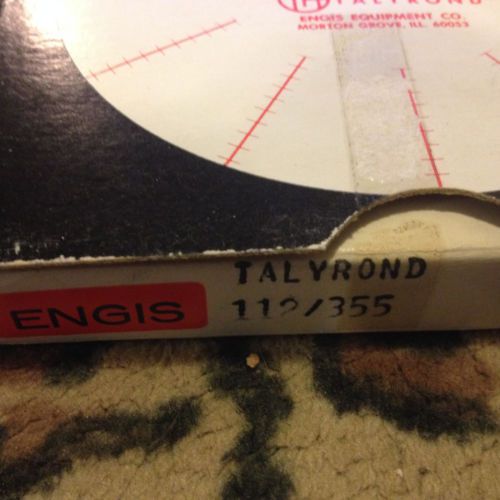 TALYROND
ENGIS EQUIPMENT CO.
MORTON GROVE, ILL. 60053
TALYROND
ENGIS
112/355